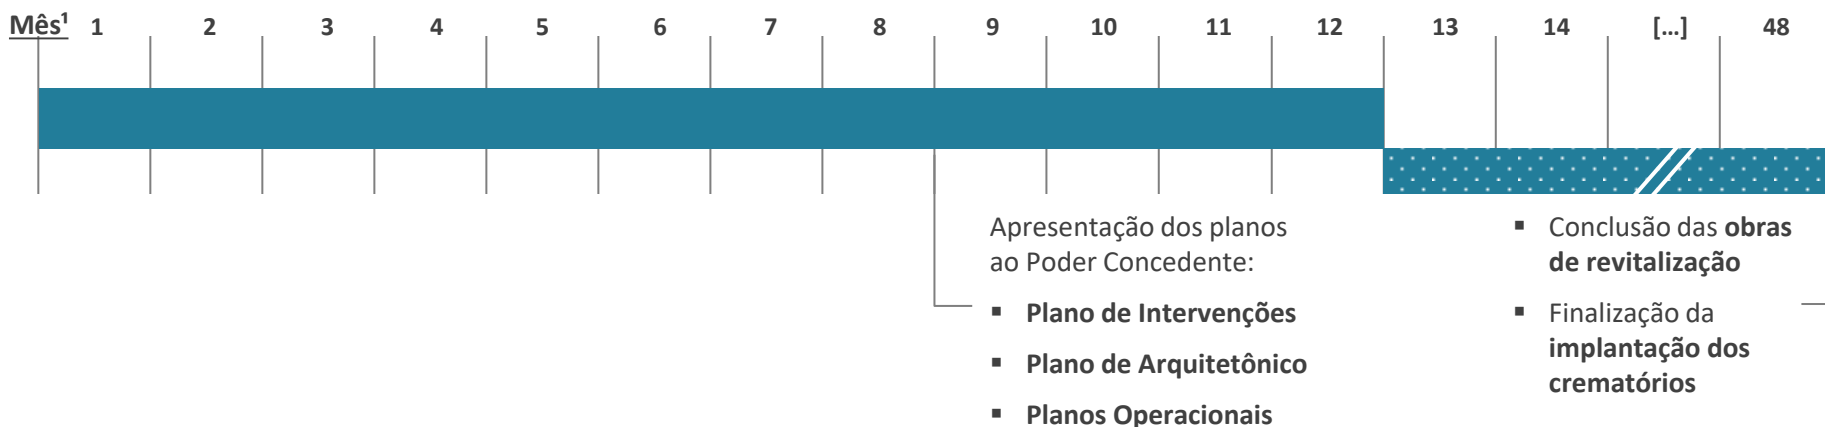 Mês¹ 1 2 3 4 5 6 7 8 9 10 11 12 13 14 [...] 48
Apresentação dos planos
ao Poder Concedente:
▪ Plano de Intervenções
▪ Plano de Arquitetônico
▪ Planos Operacionais
▪ Conclusão das obras
de revitalização
▪ Finalização da
implantação dos
crematórios